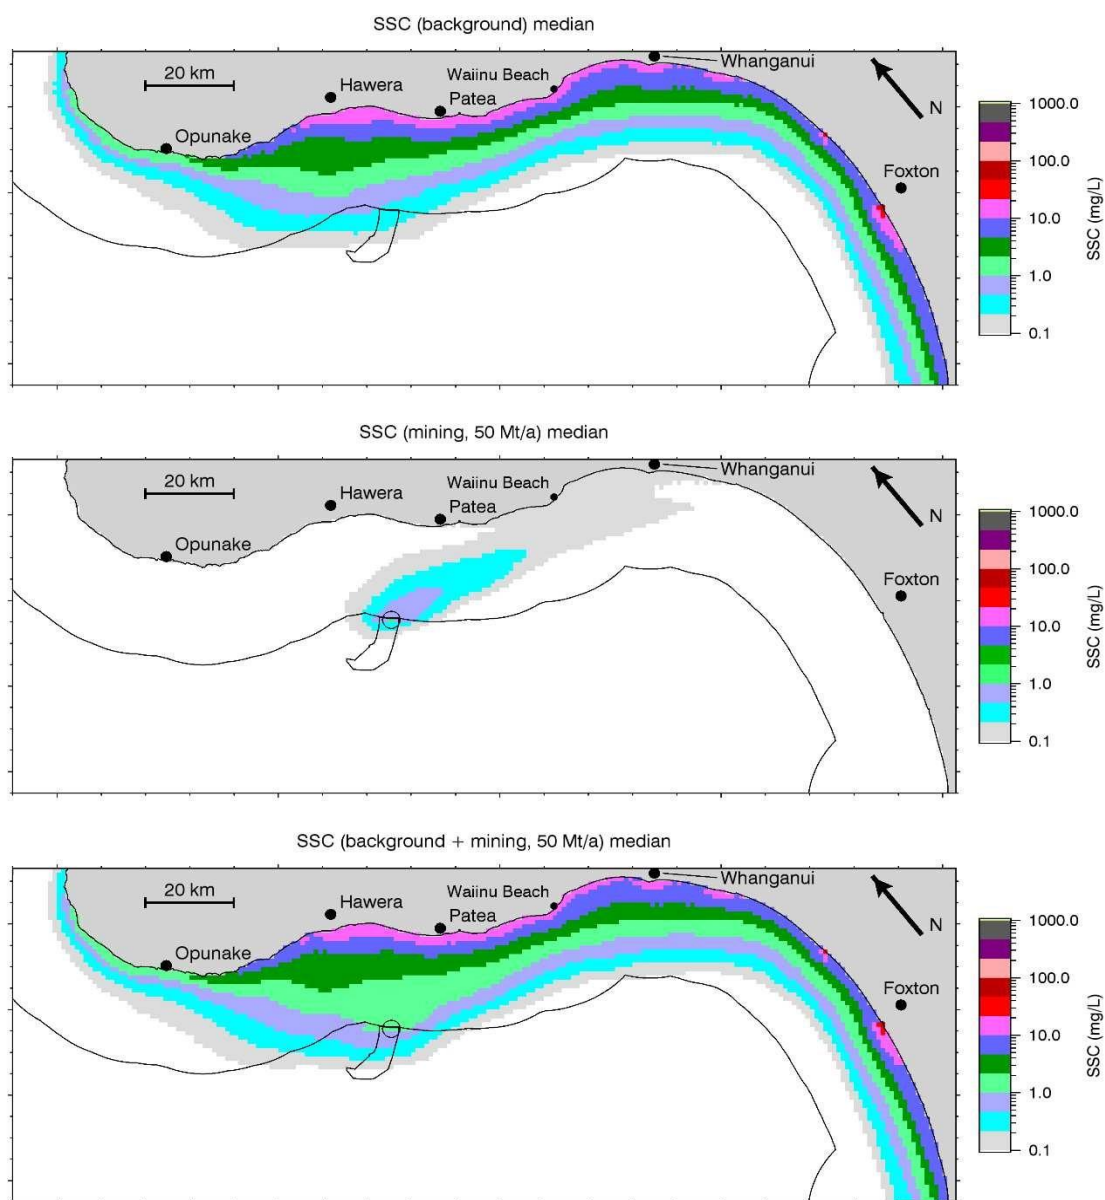 SSC (background) median
20 km
Hawera
Waiinu Beach
Patea
Whanganui
Opunake
Foxton
N
1000.0
100.0
10.0
1.0
0.1
SSC (mg/L)
SSC (mining, 50 Mt/a) median
20 km
Hawera
Waiinu Beach
Patea
Whanganui
Opunake
Foxton
N
1000.0
100.0
10.0
1.0
0.1
SSC (mg/L)
SSC (background + mining, 50 Mt/a) median
20 km
Hawera
Waiinu Beach
Patea
Whanganui
Opunake
Foxton
N
1000.0
100.0
10.0
1.0
0.1
SSC (mg/L)